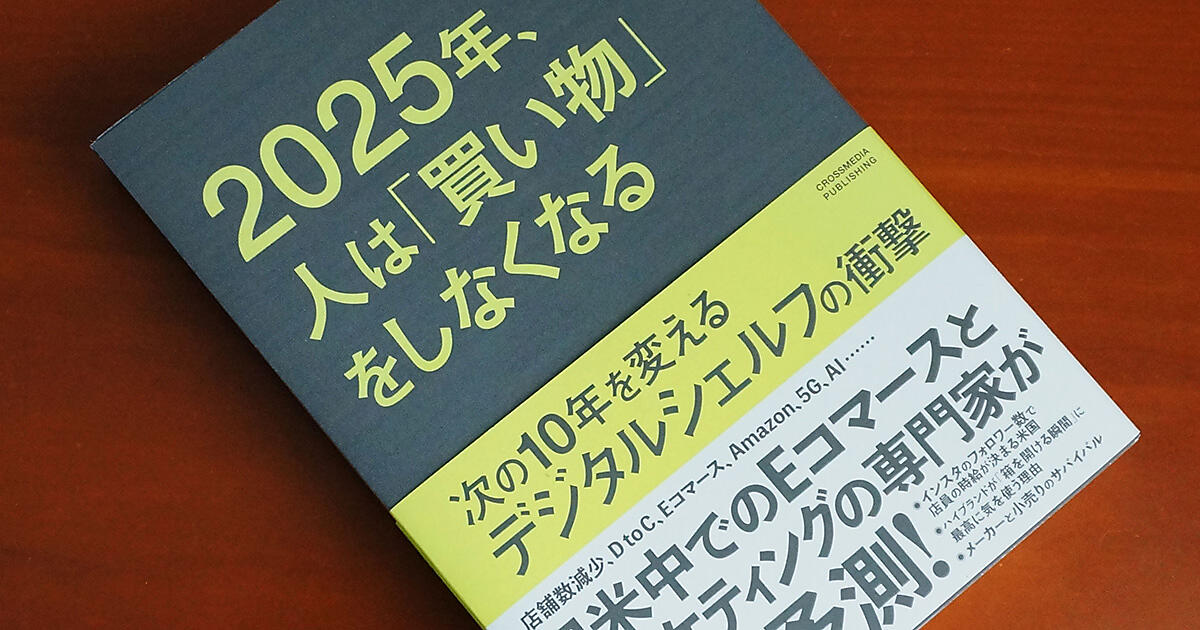 2025年、
人は「買い物」
をしなくなる
CROSSMEDIA
PUBLISHING
次の10年を変える
デジタルシェルフの衝撃
店舗数減少、DtoC、Eコマース、Amazon、5G、AI……
米中でのEコマースと
ケティングの専門家が
予測!
•インスタのフォロワー数で
店員の時給が決まる米国
•ハイブランドが「箱を開ける瞬間」に
最高に気を使う理由
•メーカーと小売りのサバイバル